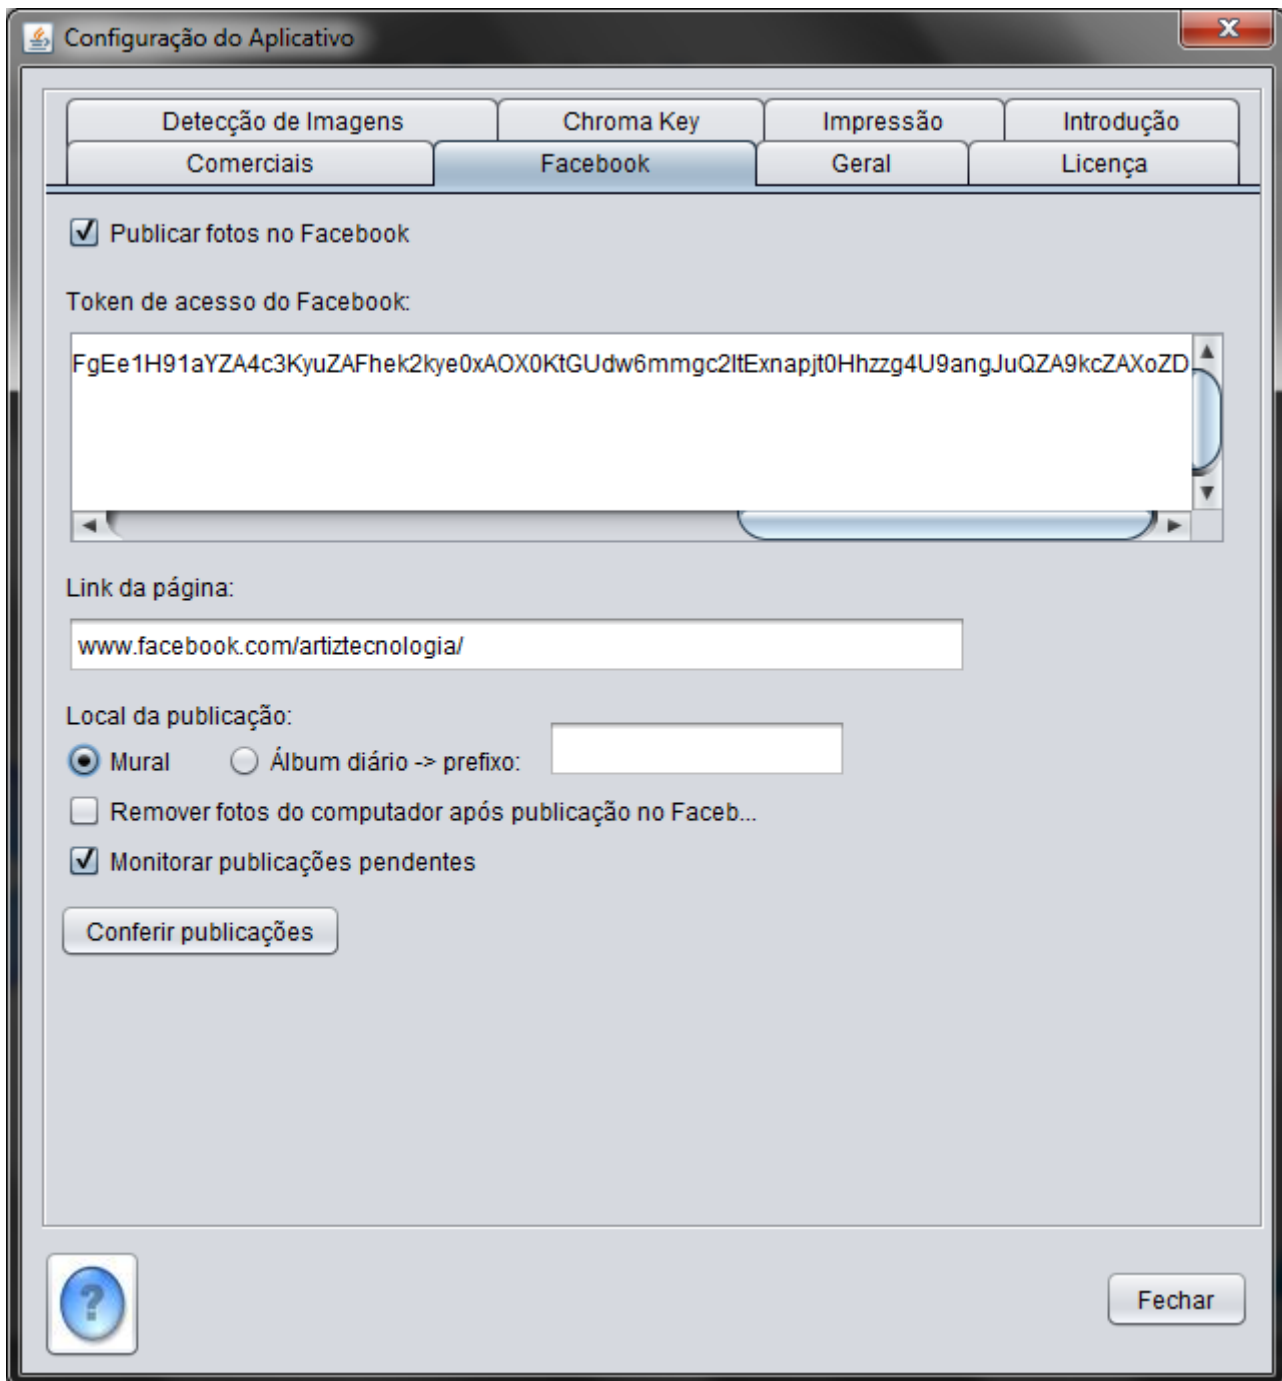 Configuração do Aplicativo
Detecção de Imagens Chroma Key Impressão Introdução
Comerciais Facebook Geral Licença
Publicar fotos no Facebook
Token de acesso do Facebook:
FgEe1H91aYZA4c3KyuZAFhek2kye0xAOX0KtGUdw6mmgc2ltExnapjt0Hhzzg4U9angJuQZA9kcZAXoZD
Link da página:
www.facebook.com/artiztecnologia/
Local da publicação:
Mural Álbum diário -> prefixo:
Remover fotos do computador após publicação no Faceb...
Monitorar publicações pendentes
Conferir publicações
?
Fechar